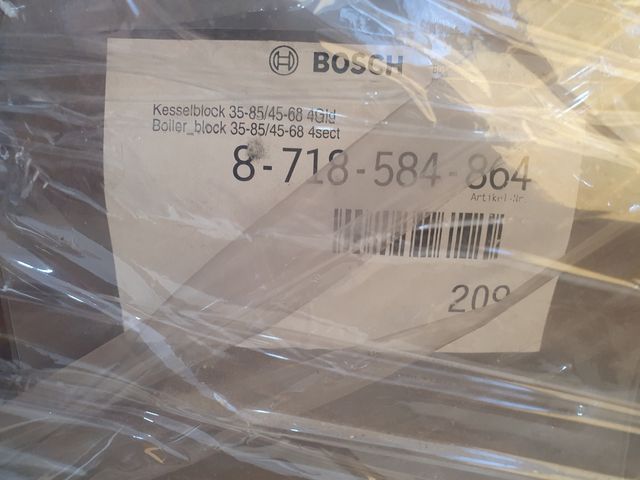 BOSCH
Kesselblock 35-85/45-68 4Gld
Boiler_block 35-85/45-68 4sect
8-718-584-864
Artikel-Nr.
209